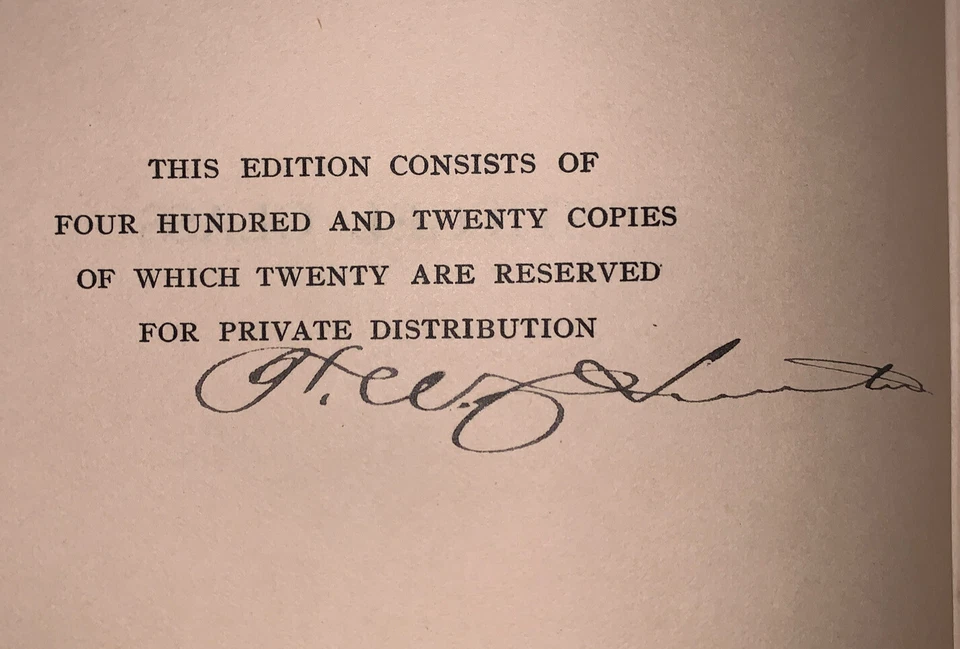 THIS EDITION CONSISTS OF
FOUR HUNDRED AND TWENTY COPIES
OF WHICH TWENTY ARE RESERVED
FOR PRIVATE DISTRIBUTION